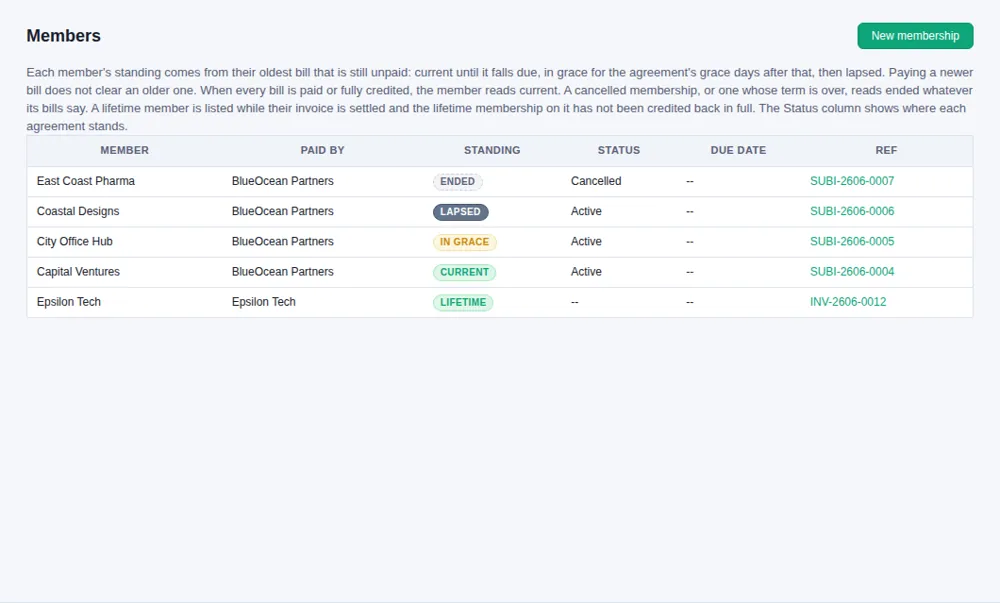 Members
New membership
Each member's standing comes from their oldest bill that is still unpaid: current until it falls due, in grace for the agreement's grace days after that, then lapsed. Paying a newer
bill does not clear an older one. When every bill is paid or fully credited, the member reads current. A cancelled membership, or one whose term is over, reads ended whatever
its bills say. A lifetime member is listed while their invoice is settled and the lifetime membership on it has not been credited back in full. The Status column shows where each
agreement stands.
MEMBER PAID BY STANDING STATUS DUE DATE REF
East Coast Pharma BlueOcean Partners ENDED Cancelled -- SUBI-2606-0007
Coastal Designs BlueOcean Partners LAPSED Active -- SUBI-2606-0006
City Office Hub BlueOcean Partners IN GRACE Active -- SUBI-2606-0005
Capital Ventures BlueOcean Partners CURRENT Active -- SUBI-2606-0004
Epsilon Tech Epsilon Tech LIFETIME -- -- INV-2606-0012